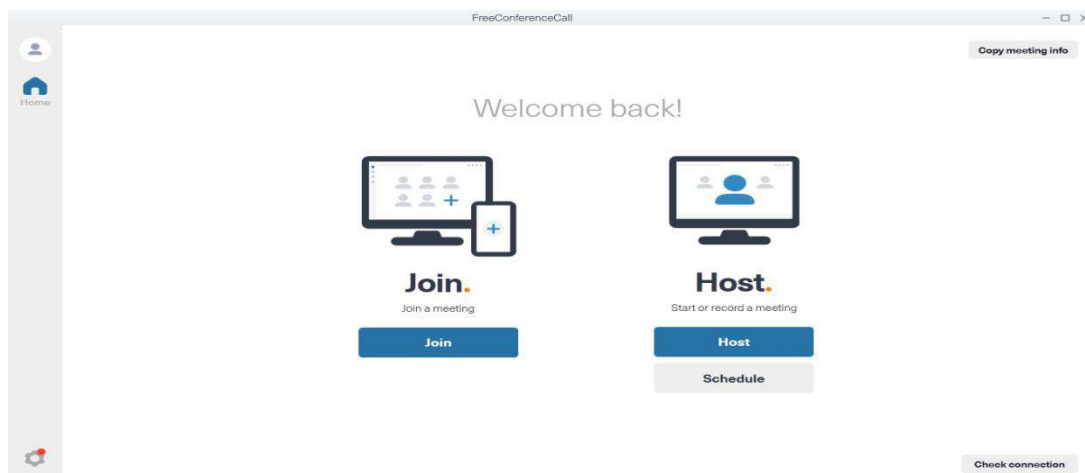 FreeConferenceCall
Copy meeting info
Home
Welcome back!
Join.
Join a meeting
Join
Host.
Start or record a meeting
Host
Schedule
Check connection